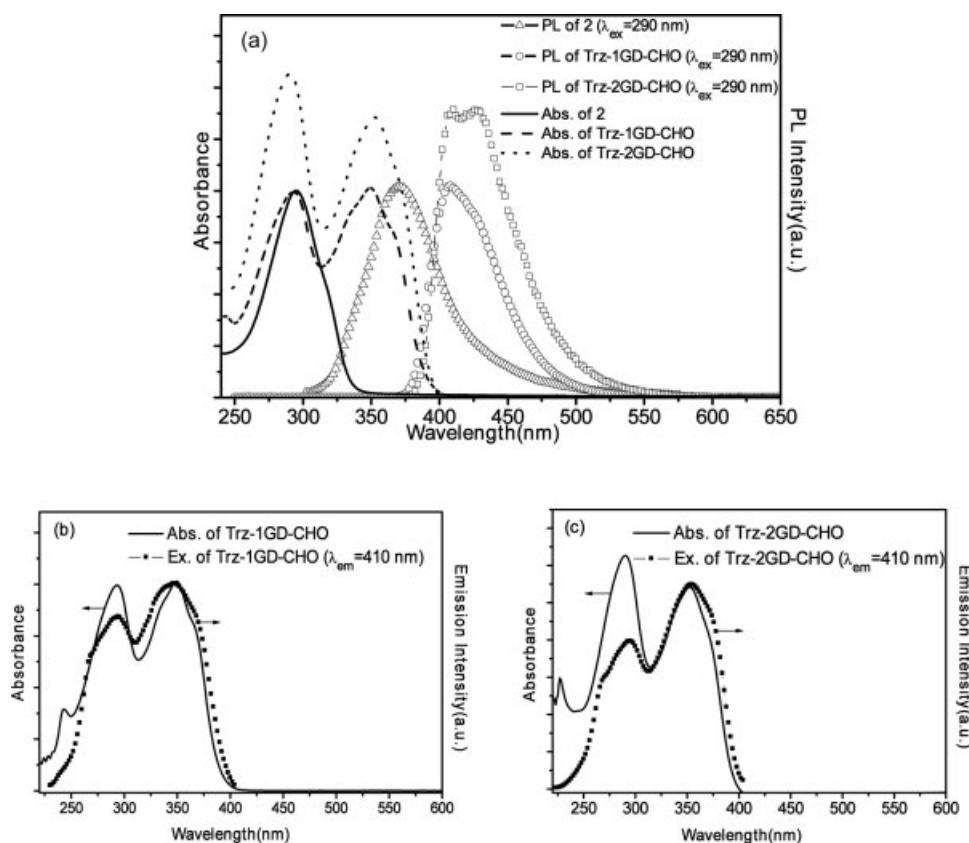 (a)
PL of 2 (λex=290 nm)
PL of Trz-1GD-CHO (λex=290 nm)
PL of Trz-2GD-CHO (λex=290 nm)
Abs. of 2
Abs. of Trz-1GD-CHO
Abs. of Trz-2GD-CHO
Absorbance
PL Intensity(a.u.)
250 300 350 400 450 500 550 600 650
Wavelength(nm)
(b)
Abs. of Trz-1GD-CHO
Ex. of Trz-1GD-CHO (λem=410 nm)
Absorbance
Emission Intensity(a.u.)
250 300 350 400 450 500 550 600
Wavelength(nm)
(c)
Abs. of Trz-2GD-CHO
Ex. of Trz-2GD-CHO (λem=410 nm)
Absorbance
Emission Intensity(a.u.)
250 300 350 400 450 500 550 600
Wavelength(nm)